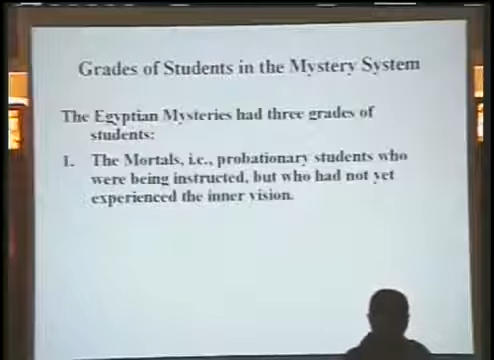 Grades of Students in the Mystery System
The Egyptian Mysteries had three grades of
students:
1. The Mortals, i.e., probationary students who
were being instructed, but who had not yet
experienced the inner vision.